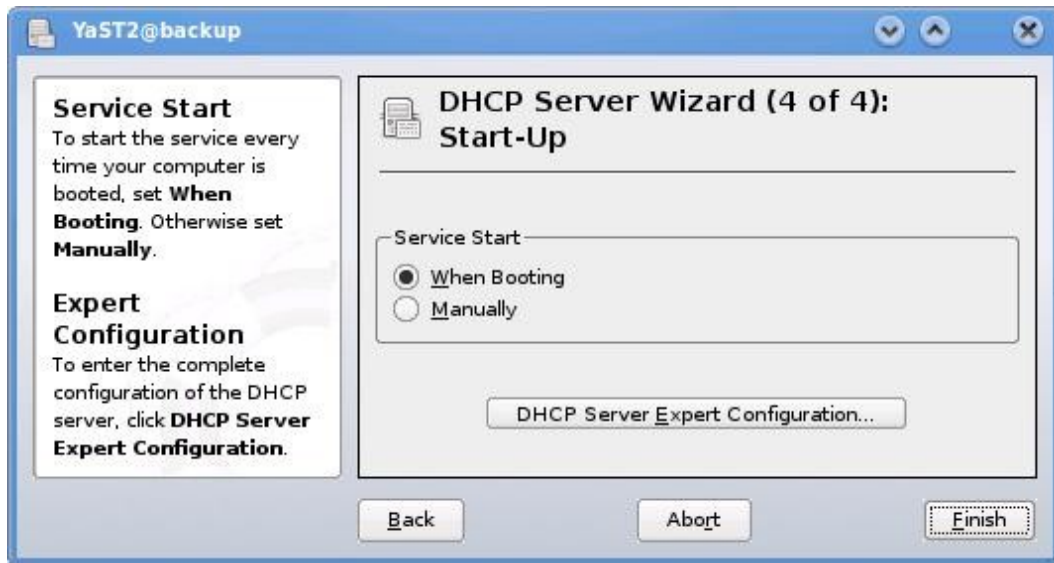 YaST2@backup
Service Start
To start the service every
time your computer is
booted, set When
Booting. Otherwise set
Manually.
Expert
Configuration
To enter the complete
configuration of the DHCP
server, click DHCP Server
Expert Configuration.
DHCP Server Wizard (4 of 4):
Start-Up
Service Start
When Booting
Manually
DHCP Server Expert Configuration...
Back
Abort
Finish